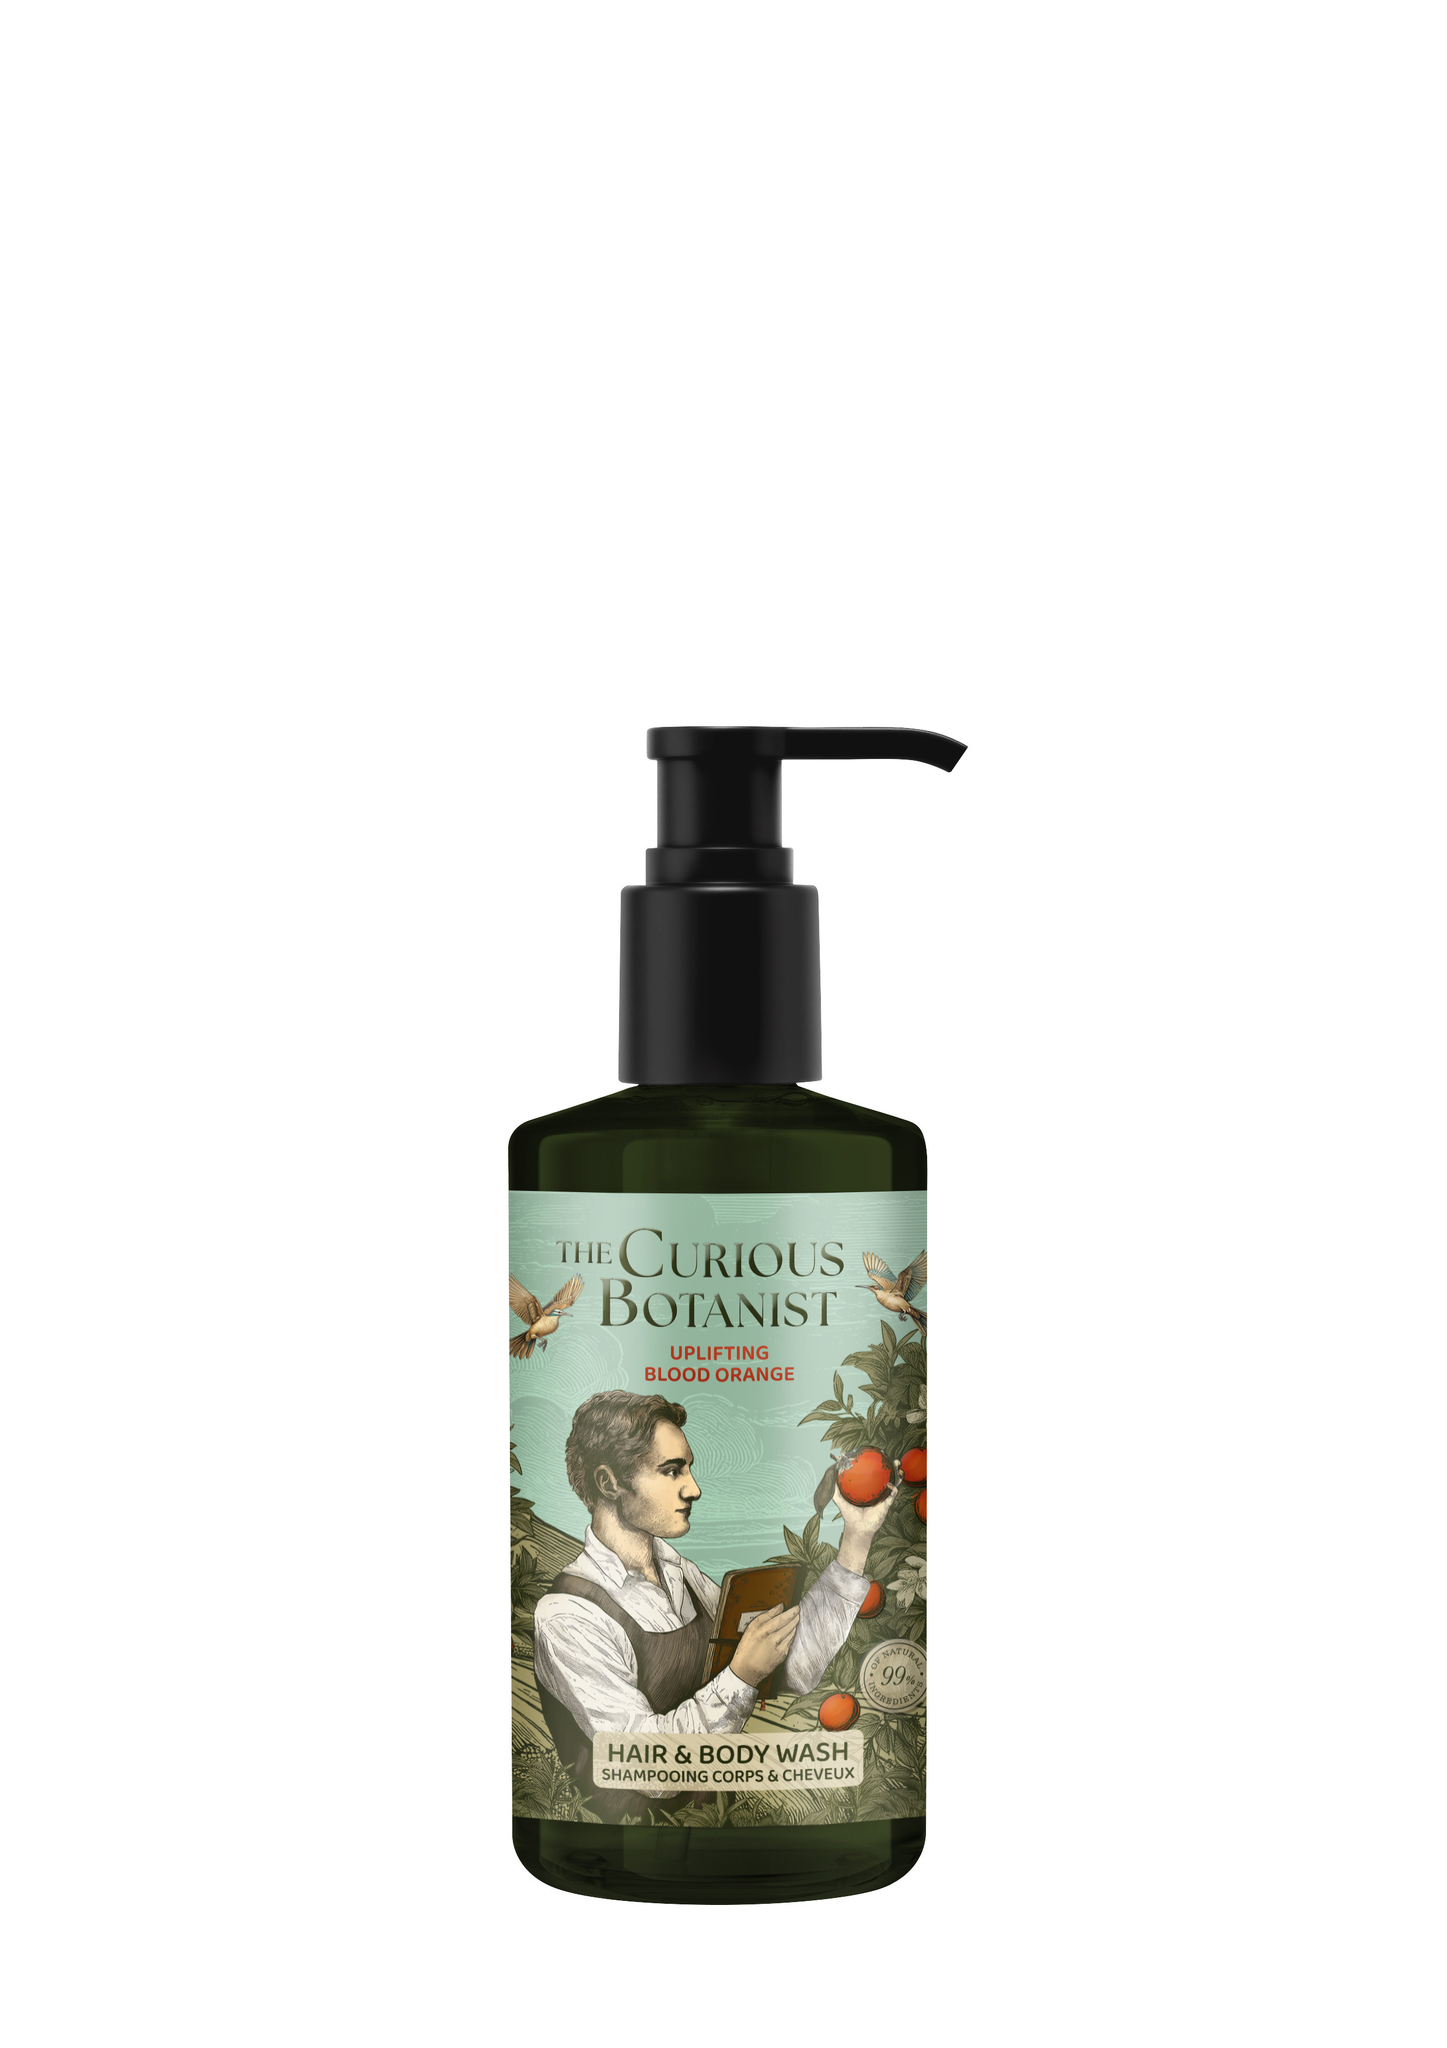 THE CURIOUS
BOTANIST
UPLIFTING
BLOOD ORANGE
OF NATURAL
99%
INGREDIENTS
HAIR & BODY WASH
SHAMPOOING CORPS & CHEVEUX